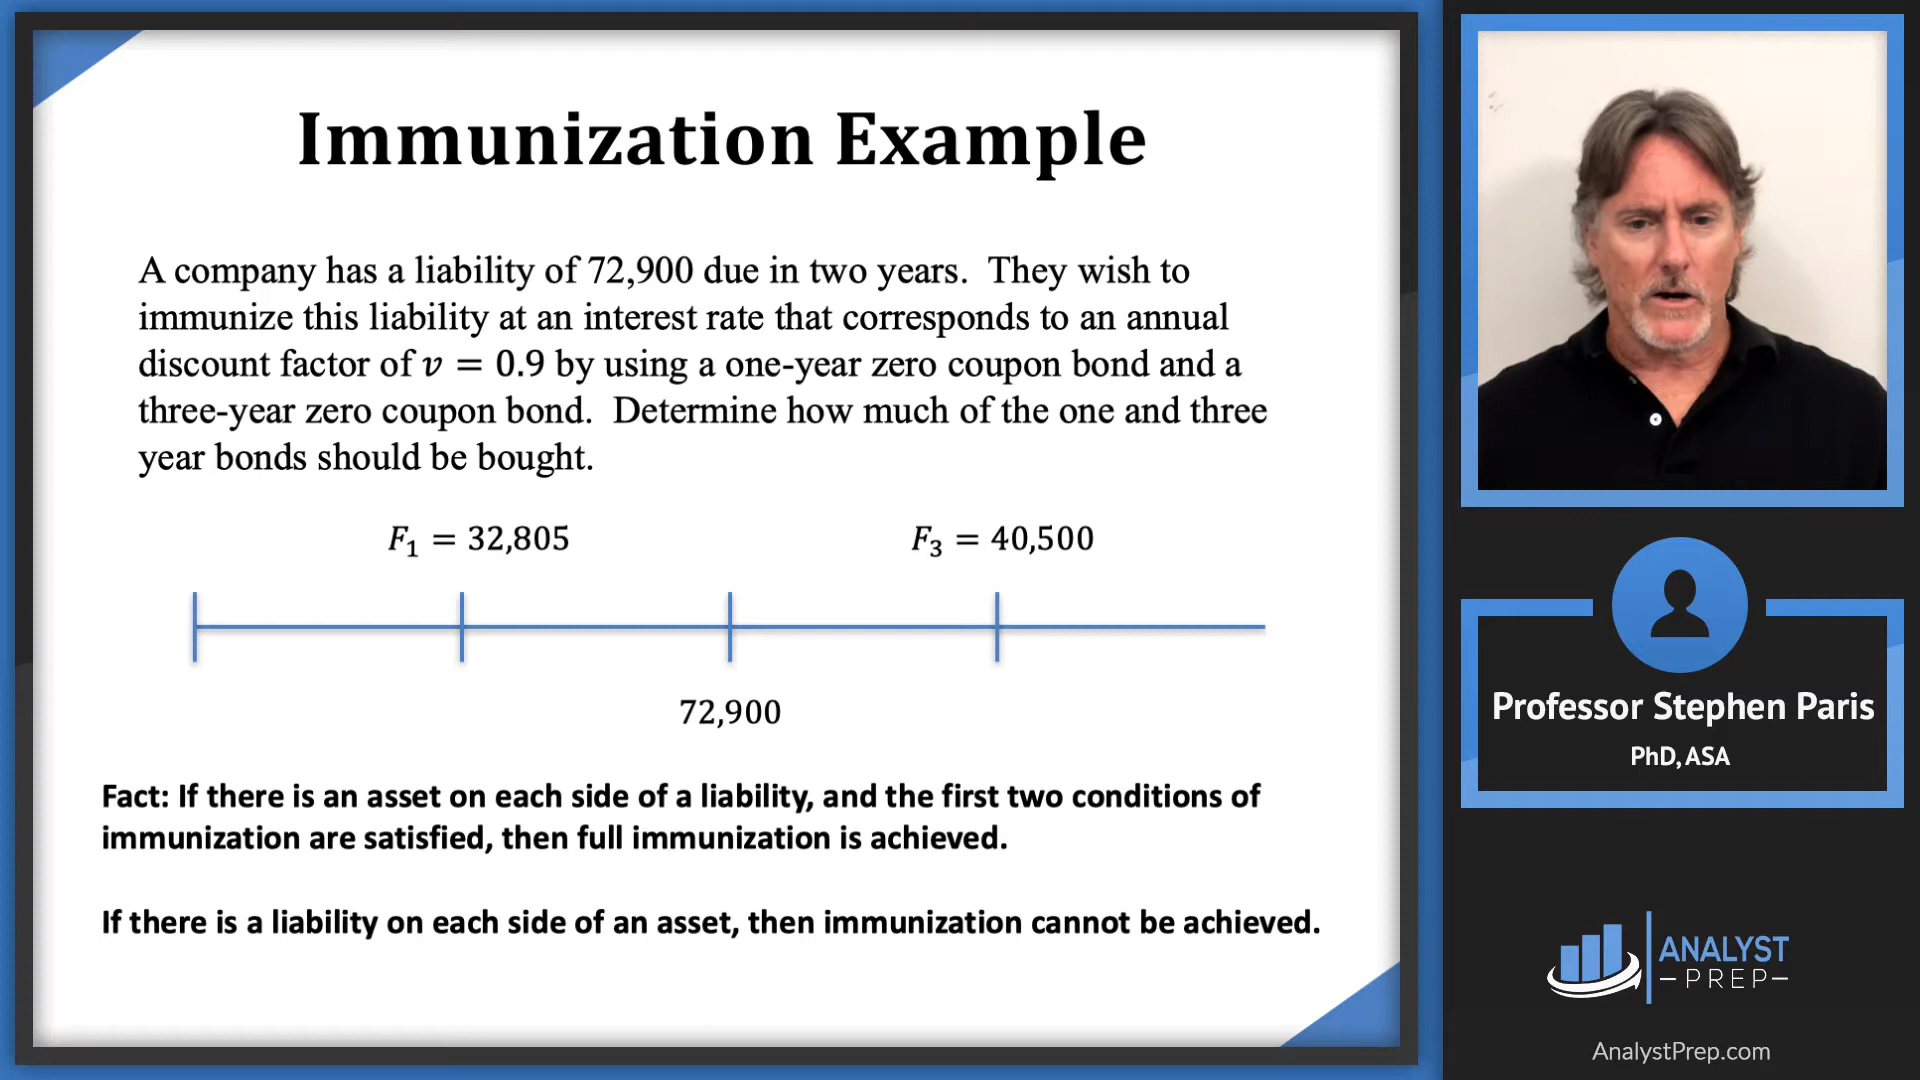 Immunization Example
A company has a liability of 72,900 due in two years.  They wish to
immunize this liability at an interest rate that corresponds to an annual
discount factor of v = 0.9 by using a one-year zero coupon bond and a
three-year zero coupon bond.  Determine how much of the one and three
year bonds should be bought.
F₁ = 32,805
F₃ = 40,500
72,900
Fact: If there is an asset on each side of a liability, and the first two conditions of
immunization are satisfied, then full immunization is achieved.
If there is a liability on each side of an asset, then immunization cannot be achieved.
Professor Stephen Paris
PhD, ASA
ANALYST
PREP
AnalystPrep.com